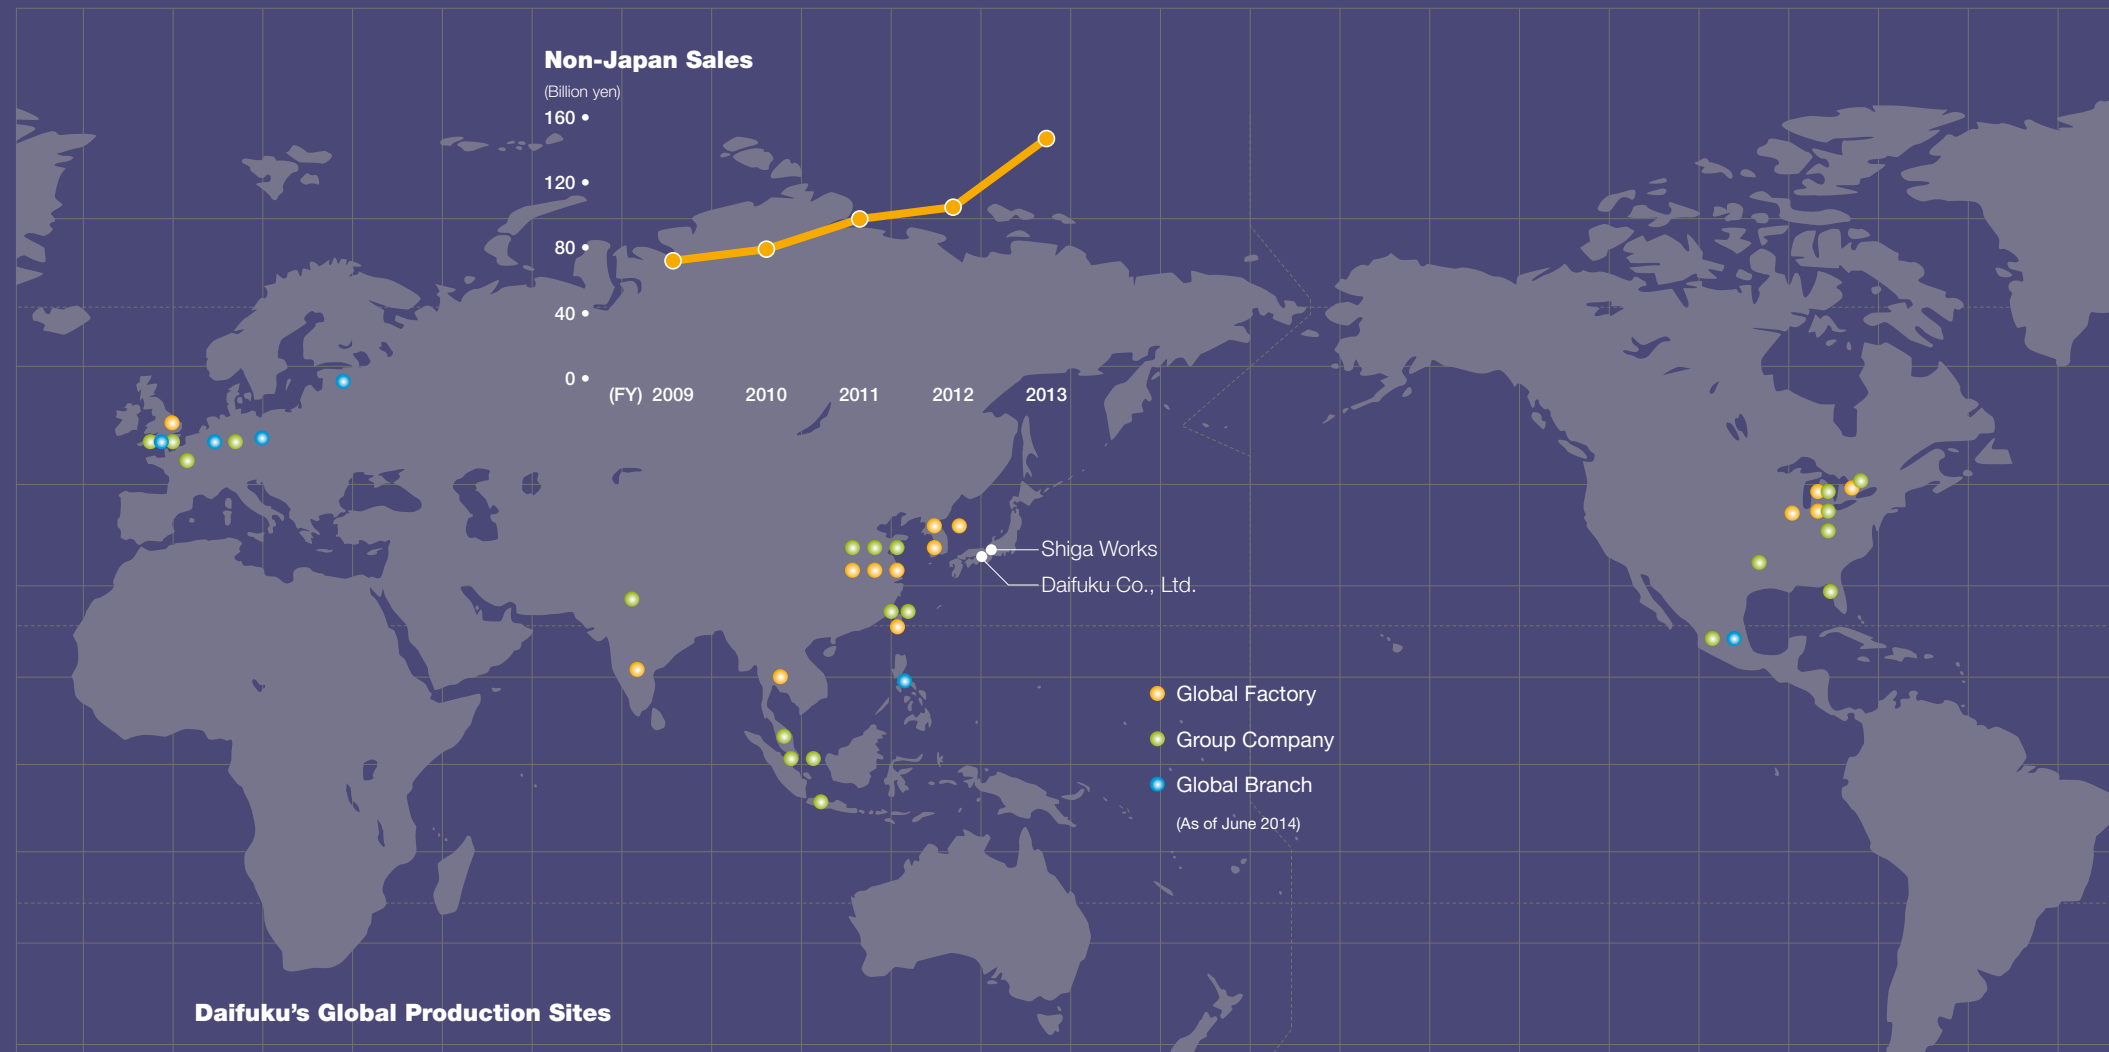 Non-Japan Sales
(Billion yen)
160
120
80
40
0
(FY) 2009 2010 2011 2012 2013
Shiga Works
Daifuku Co., Ltd.
Global Factory
Group Company
Global Branch
(As of June 2014)
Daifuku’s Global Production Sites